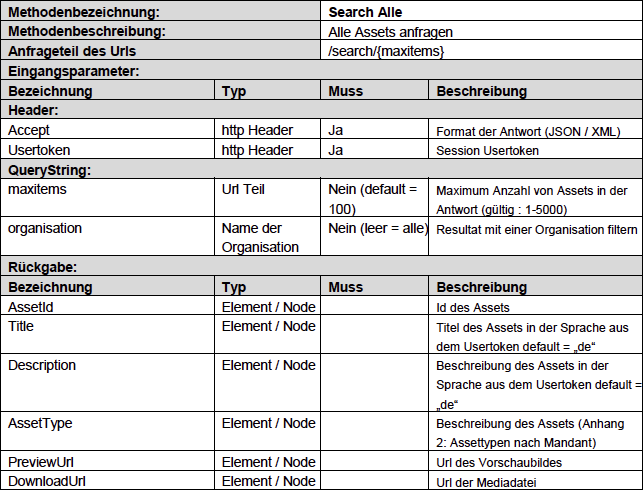 Methodenbezeichnung: Search Alle
Methodenbeschreibung: Alle Assets anfragen
Anfrageteil des Urls /search/{maxitems}
Eingangsparameter:
Bezeichnung Typ Muss Beschreibung
Header:
Accept http Header Ja Format der Antwort (JSON / XML)
Usertoken http Header Ja Session Usertoken
QueryString:
maxitems Url Teil Nein (default = Maximum Anzahl von Assets in der
100) Antwort (gültig : 1-5000)
organisation Name der Nein (leer = alle) Resultat mit einer Organisation filtern
Organisation
Rückgabe:
Bezeichnung Typ Muss Beschreibung
AssetId Element / Node Id des Assets
Title Element / Node Titel des Assets in der Sprache aus
dem Usertoken default = „de“
Description Element / Node Beschreibung des Assets in der
Sprache aus dem Usertoken default =
„de“
AssetType Element / Node Beschreibung des Assets (Anhang
2: Assettypen nach Mandant)
PreviewUrl Element / Node Url des Vorschaubildes
DownloadUrl Element / Node Url der Mediadatei